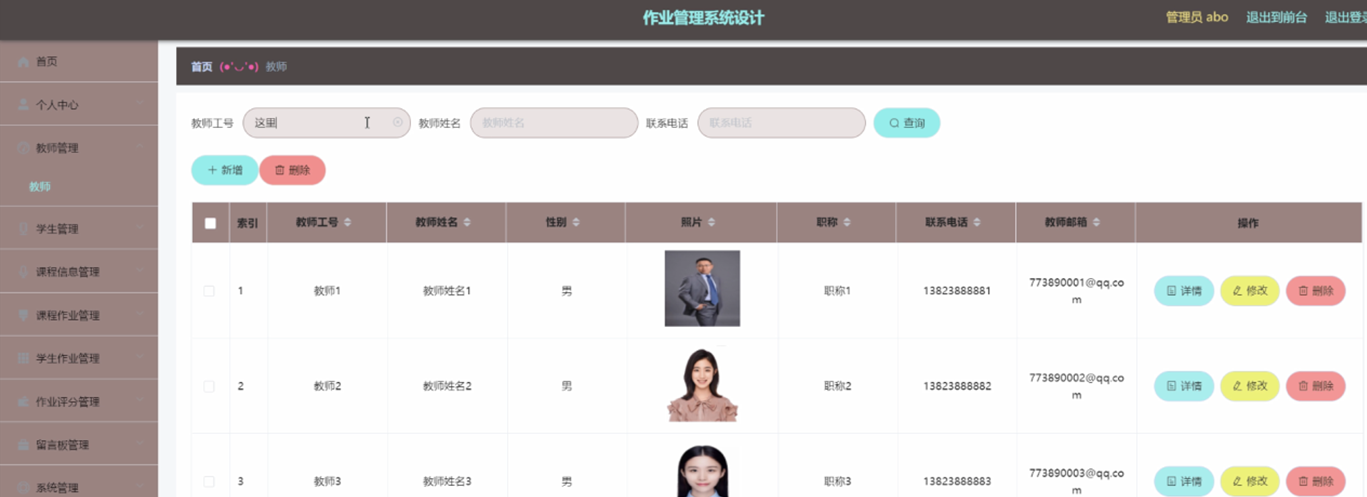 作业管理系统设计
管理员 abo 退出到前台 退出登
首页
个人中心
教师管理
教师
学生管理
课程信息管理
课程作业管理
学生作业管理
作业评分管理
留言板管理
系统管理
首页 (●'◡'●) 教师
教师工号 这里 教师姓名 教师姓名 联系电话 联系电话 查询
+ 新增 删除
索引 教师工号 教师姓名 性别 照片 职称 联系电话 教师邮箱 操作
1 教师1 教师姓名1 男 职称1 13823888881 773890001@qq.co
m
详情 修改 删除
2 教师2 教师姓名2 男 职称2 13823888882 773890002@qq.co
m
详情 修改 删除
3 教师3 教师姓名3 男 职称3 13823888883 773890003@qq.co
m
详情 修改 删除